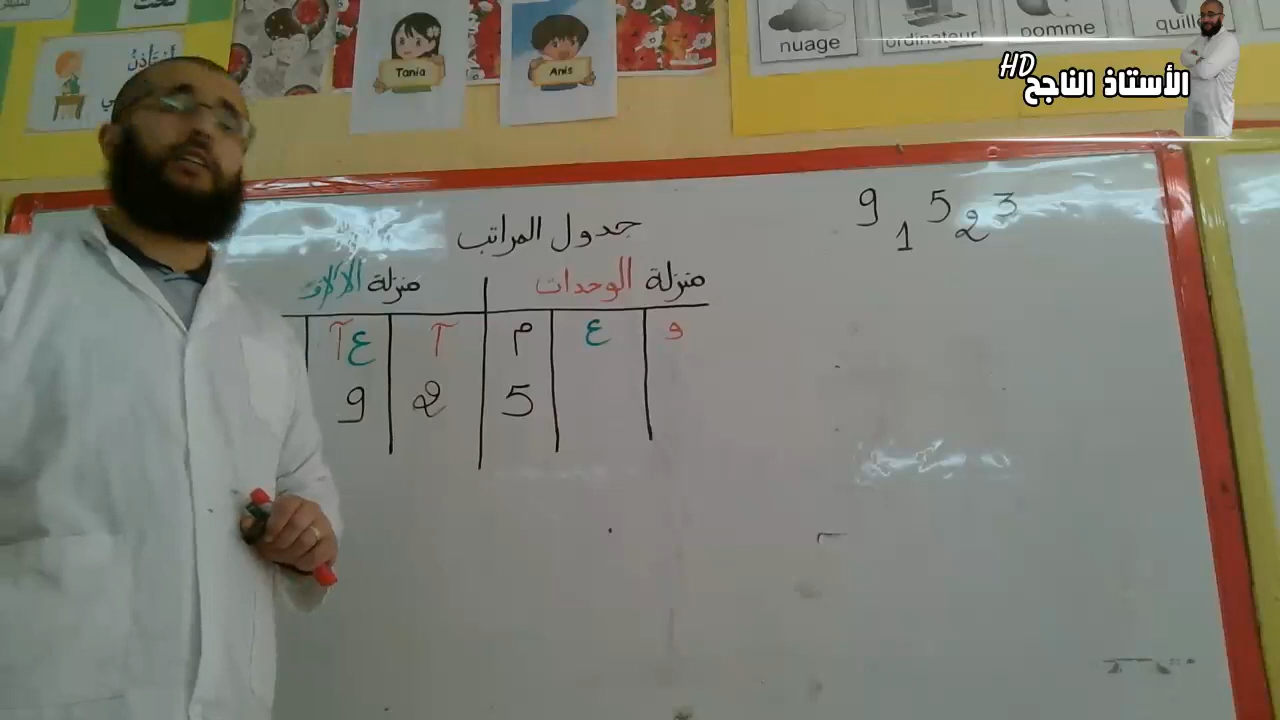 nuage
ordinateur
pomme
quill
Tania
Anis
HD
الأستاذ الناجح
جدول المراتب
منزلة الوحدات
منزلة الآلاف
و ع م آ ع آ
5 2 9
9 1 5 2 3